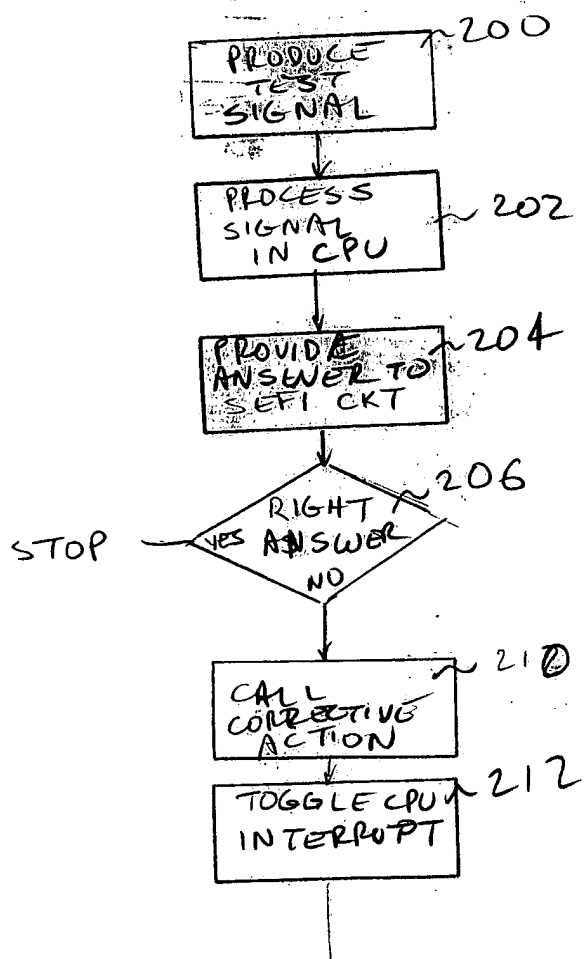 200
PRODUCE
TEST
SIGNAL
PROCESS
SIGNAL
IN CPU
202
PROVIDE
ANSWER TO
SEFI CKT
204
206
RIGHT
ANSWER
YES
STOP
NO
210
CALL
CORRECTIVE
ACTION
212
TOGGLE CPU
INTERRUPT